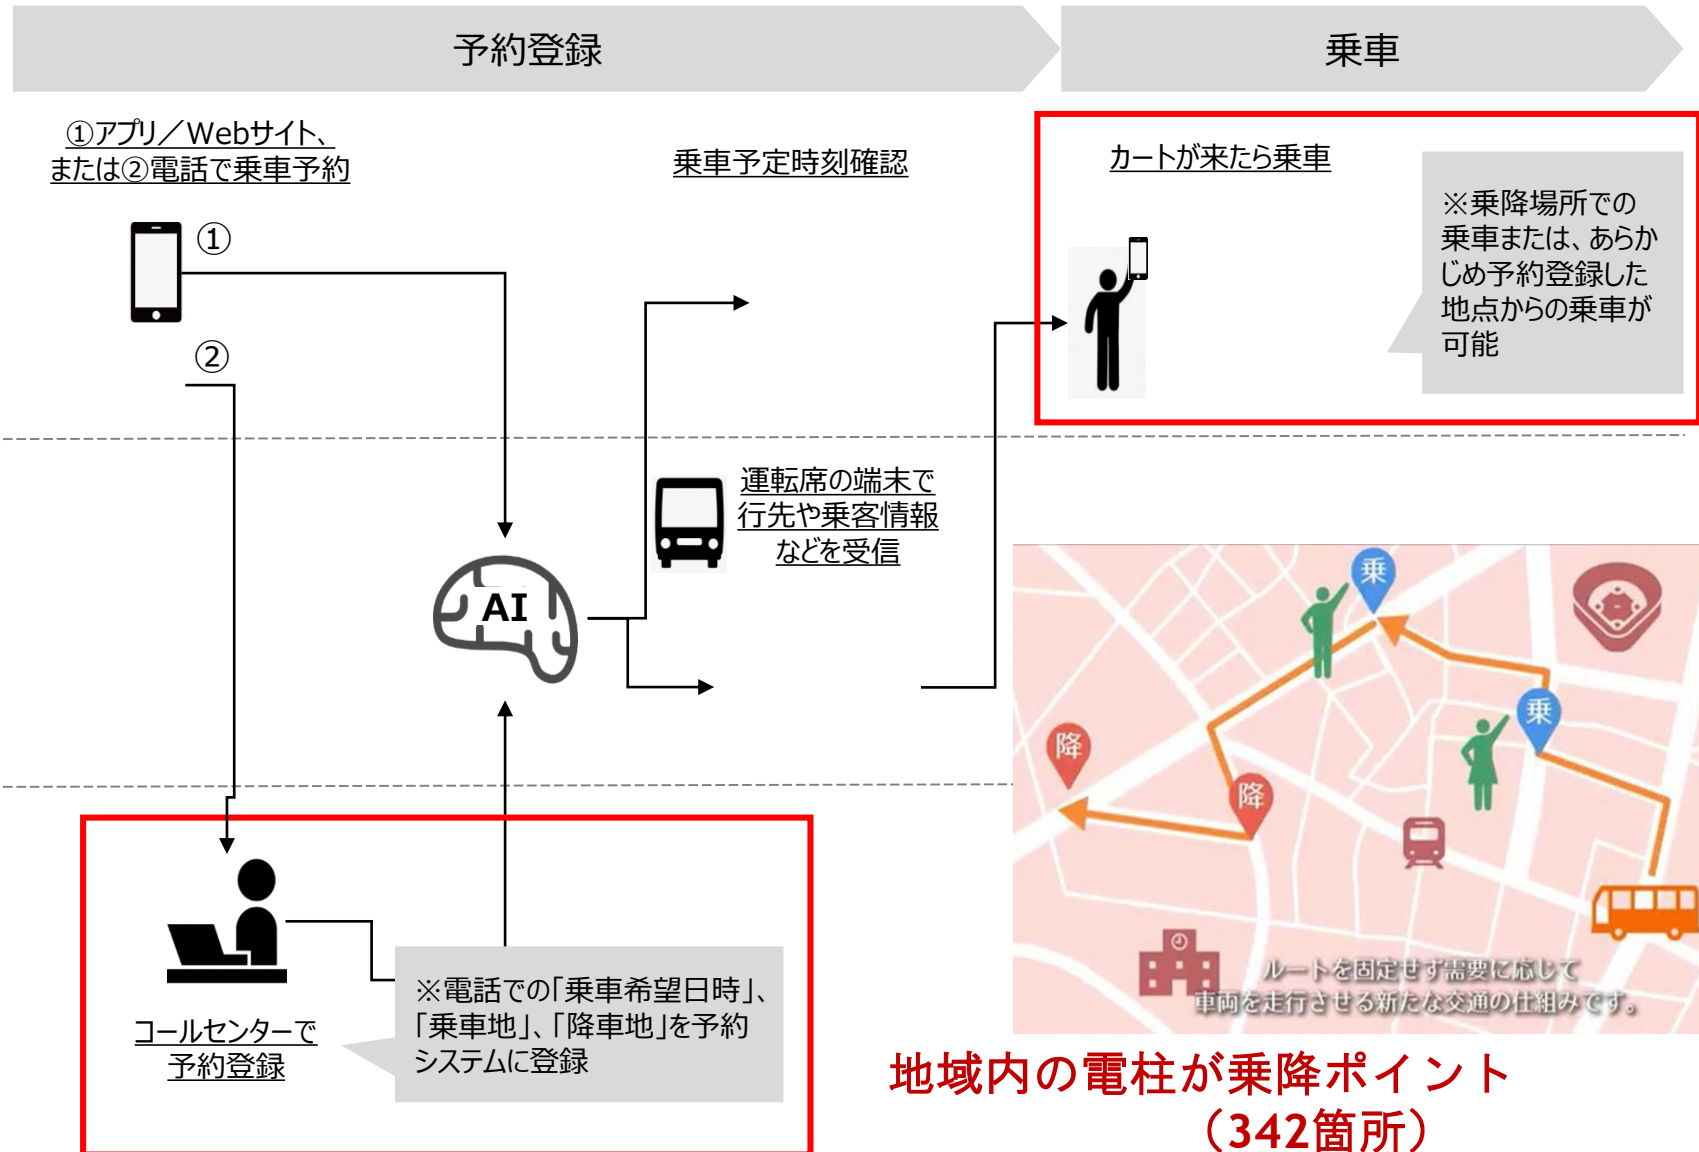 予約登録
乗車
①アプリ／Webサイト、
または②電話で乗車予約
①
②
乗車予定時刻確認
カートが来たら乗車
※乗降場所での
乗車または、あらか
じめ予約登録した
地点からの乗車が
可能
運転席の端末で
行先や乗客情報
などを受信
AI
乗
乗
降
降
ルートを固定せず需要に応じて
車両を走行させる新たな交通の仕組みです。
コールセンターで
予約登録
※電話での「乗車希望日時」、
「乗車地」、「降車地」を予約
システムに登録
地域内の電柱が乗降ポイント
（342箇所）